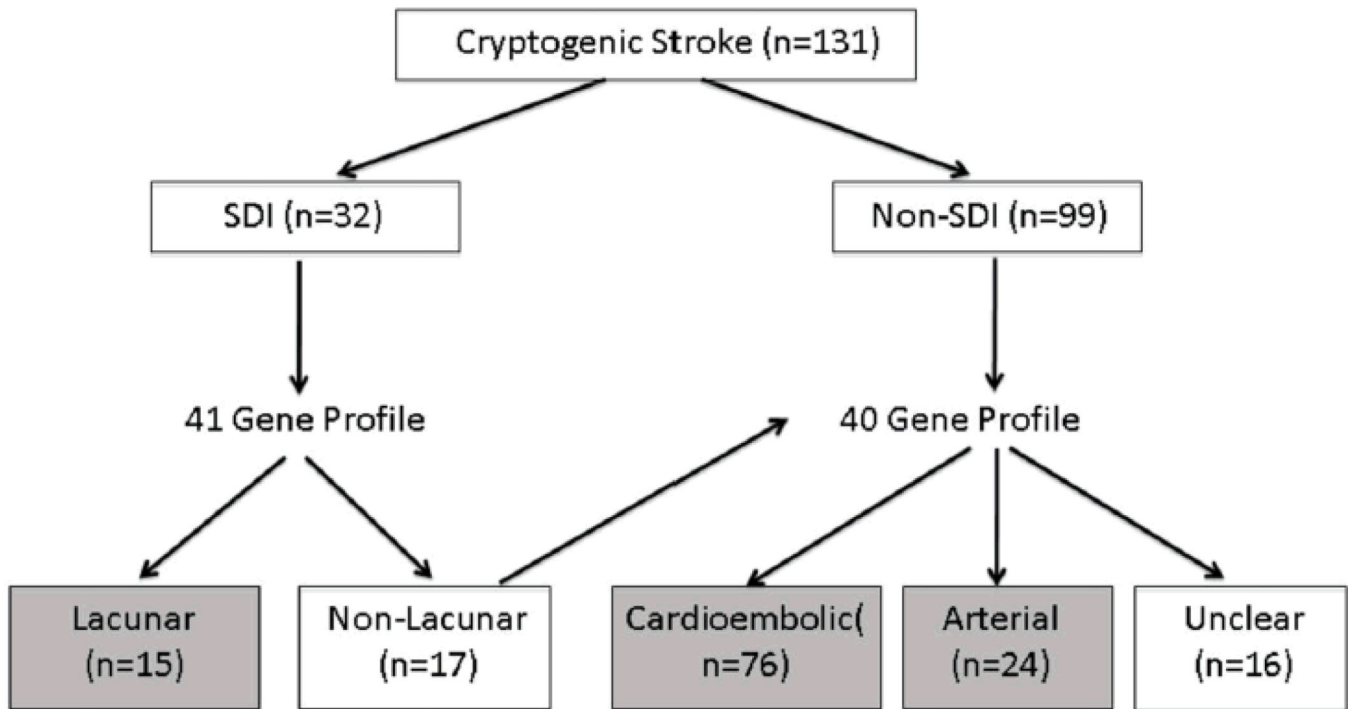 Cryptogenic Stroke (n=131)
SDI (n=32)
Non-SDI (n=99)
41 Gene Profile
40 Gene Profile
Lacunar
(n=15)
Non-Lacunar
(n=17)
Cardioembolic(
n=76)
Arterial
(n=24)
Unclear
(n=16)